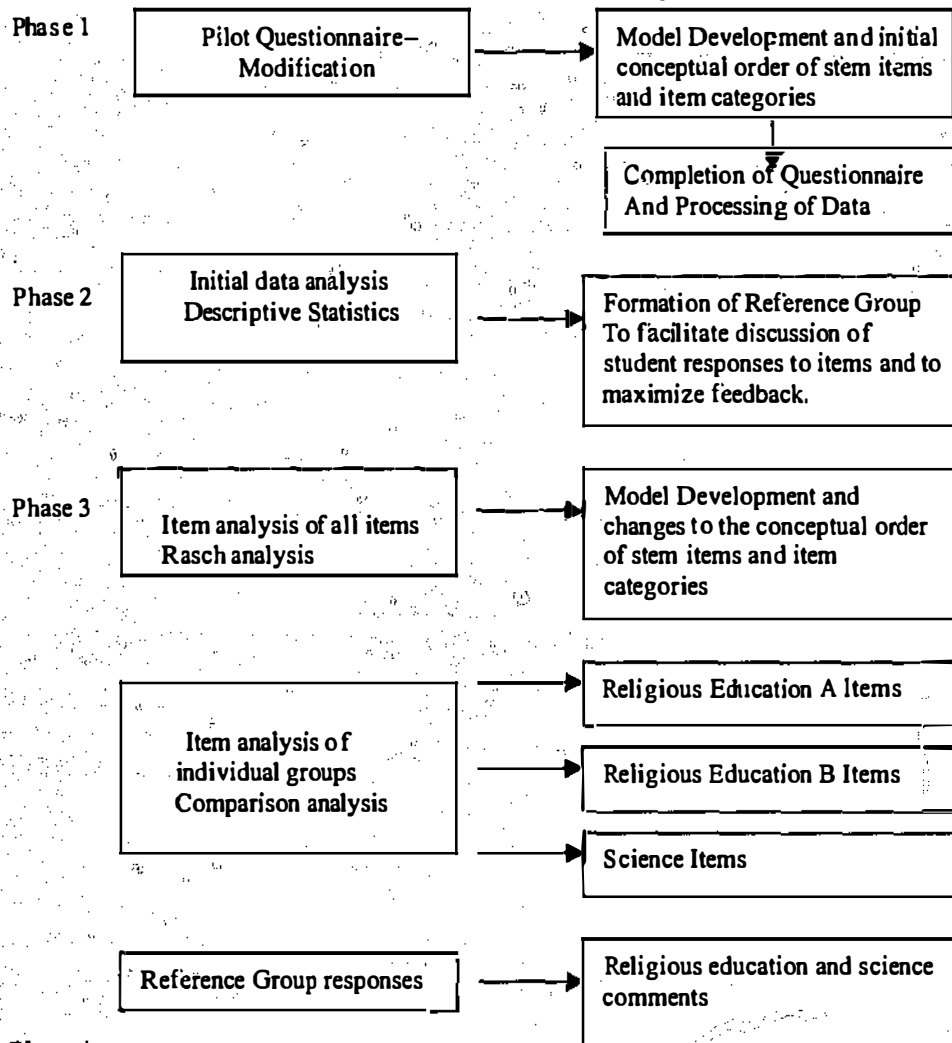 Phase 1
Pilot Questionnaire–
Modification
Model Development and initial
conceptual order of stem items
and item categories
Completion of Questionnaire
And Processing of Data
Phase 2
Initial data analysis
Descriptive Statistics
Formation of Reference Group
To facilitate discussion of
student responses to items and to
maximize feedback.
Phase 3
Item analysis of all items
Rasch analysis
Model Development and
changes to the conceptual order
of stem items and item
categories
Item analysis of
individual groups
Comparison analysis
Religious Education A Items
Religious Education B Items
Science Items
Reference Group responses
Religious education and science
comments